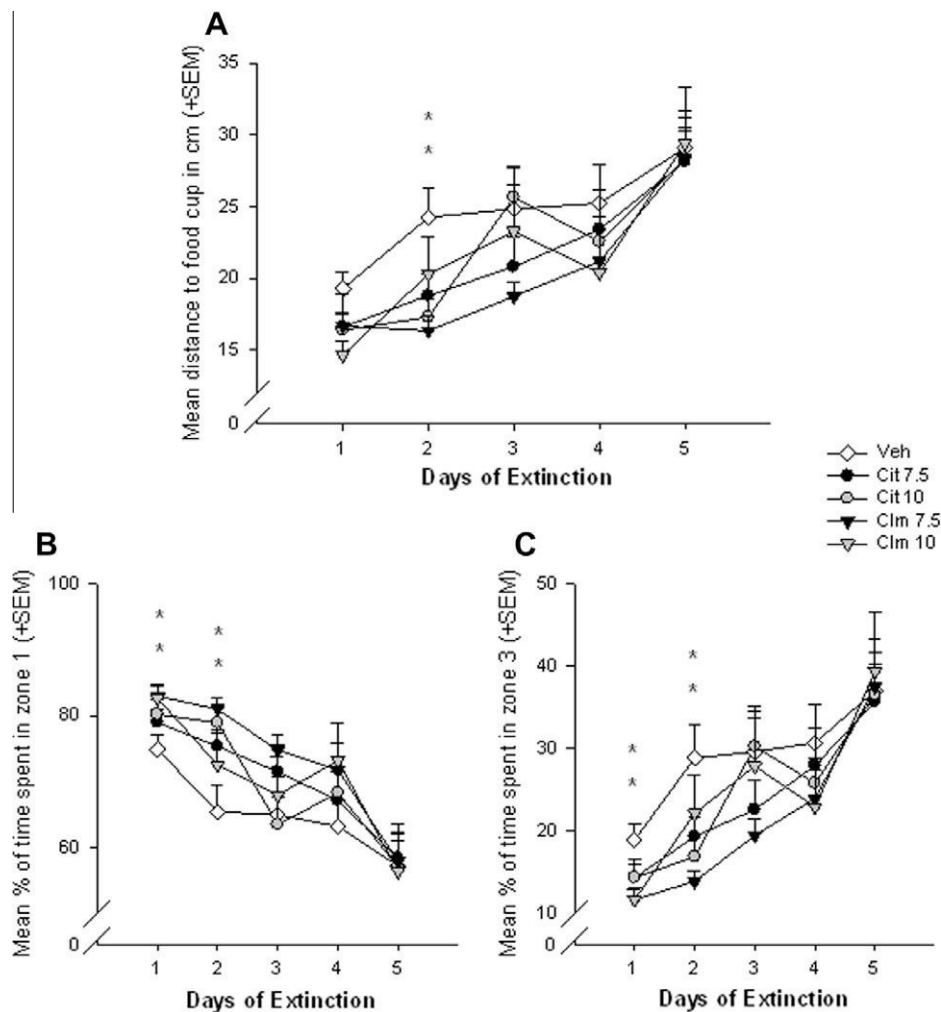 A
Mean distance to food cup in cm (+SEM)
35
30
25
20
15
0
*
*
1 2 3 4 5
Days of Extinction
Veh
Cit 7.5
Cit 10
Clm 7.5
Clm 10
B
Mean % of time spent in zone 1 (+SEM)
100
80
60
0
* *
* *
1 2 3 4 5
Days of Extinction
C
Mean % of time spent in zone 3 (+SEM)
50
40
30
20
10
0
* *
* *
1 2 3 4 5
Days of Extinction